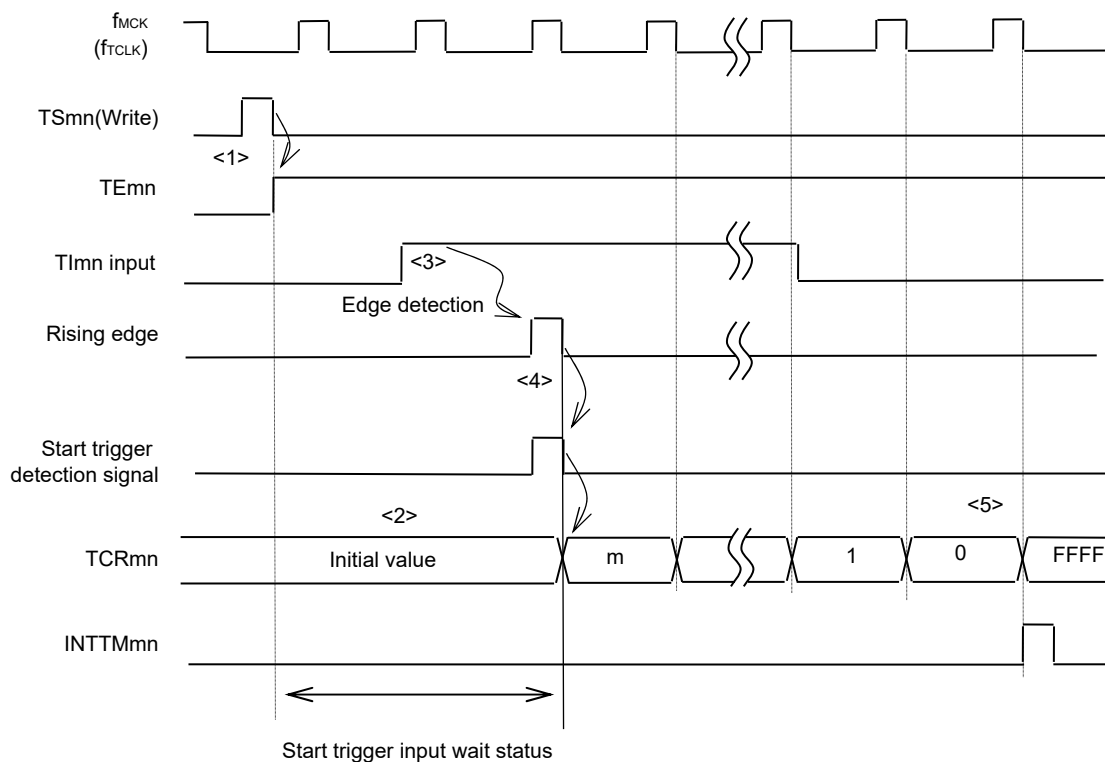 fMCK
(fTCLK)
TSmn(Write)
<1>
TEmn
TImn input
<3>
Edge detection
Rising edge
<4>
Start trigger
detection signal
<2>
<5>
TCRmn
Initial value
m
1
0
FFFF
INTTMmn
Start trigger input wait status